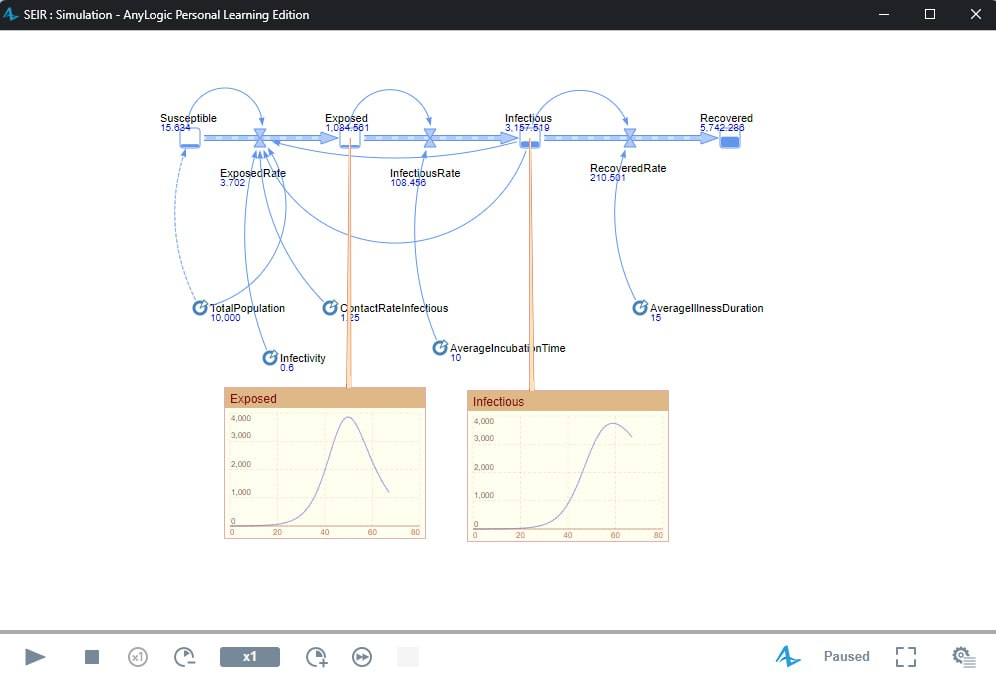 SEIR : Simulation - AnyLogic Personal Learning Edition
Susceptible
15.634
Exposed
1,084.561
Infectious
3,157.519
Recovered
5,742.286
ExposedRate
3.702
InfectiousRate
108.456
RecoveredRate
210.501
TotalPopulation
10,000
ContactRateInfectious
1.25
AverageIllnessDuration
15
Infectivity
0.6
AverageIncubationTime
10
Exposed
4,000
3,000
2,000
1,000
0
0 20 40 60 80
Infectious
4,000
3,000
2,000
1,000
0
0 20 40 60 80
x1
x1
Paused